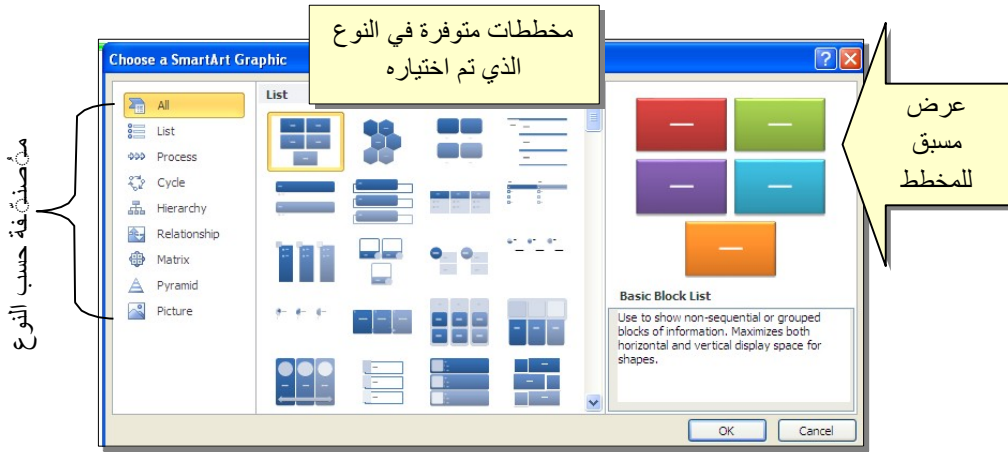 مخططات متوفرة في النوع
الذي تم اختياره
Choose a SmartArt Graphic
All
List
Process
Cycle
Hierarchy
Relationship
Matrix
Pyramid
Picture
List
عرض
مسبق
للمخطط
مُصنّفة حسب النوع
Basic Block List
Use to show non-sequential or grouped
blocks of information. Maximizes both
horizontal and vertical display space for
shapes.
OK
Cancel